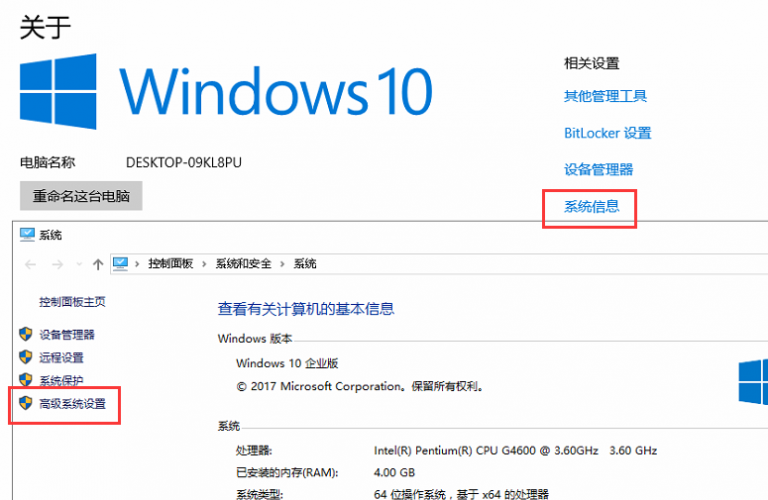 关于
Windows 10
相关设置
其他管理工具
BitLocker 设置
电脑名称 DESKTOP-09KL8PU
设备管理器
重命名这台电脑
系统信息
系统
控制面板 › 系统和安全 › 系统
控制面板主页
设备管理器
远程设置
系统保护
高级系统设置
查看有关计算机的基本信息
Windows 版本
Windows 10 企业版
© 2017 Microsoft Corporation。保留所有权利。
系统
处理器: Intel(R) Pentium(R) CPU G4600 @ 3.60GHz 3.60 GHz
已安装的内存(RAM): 4.00 GB
系统类型: 64 位操作系统，基于 x64 的处理器